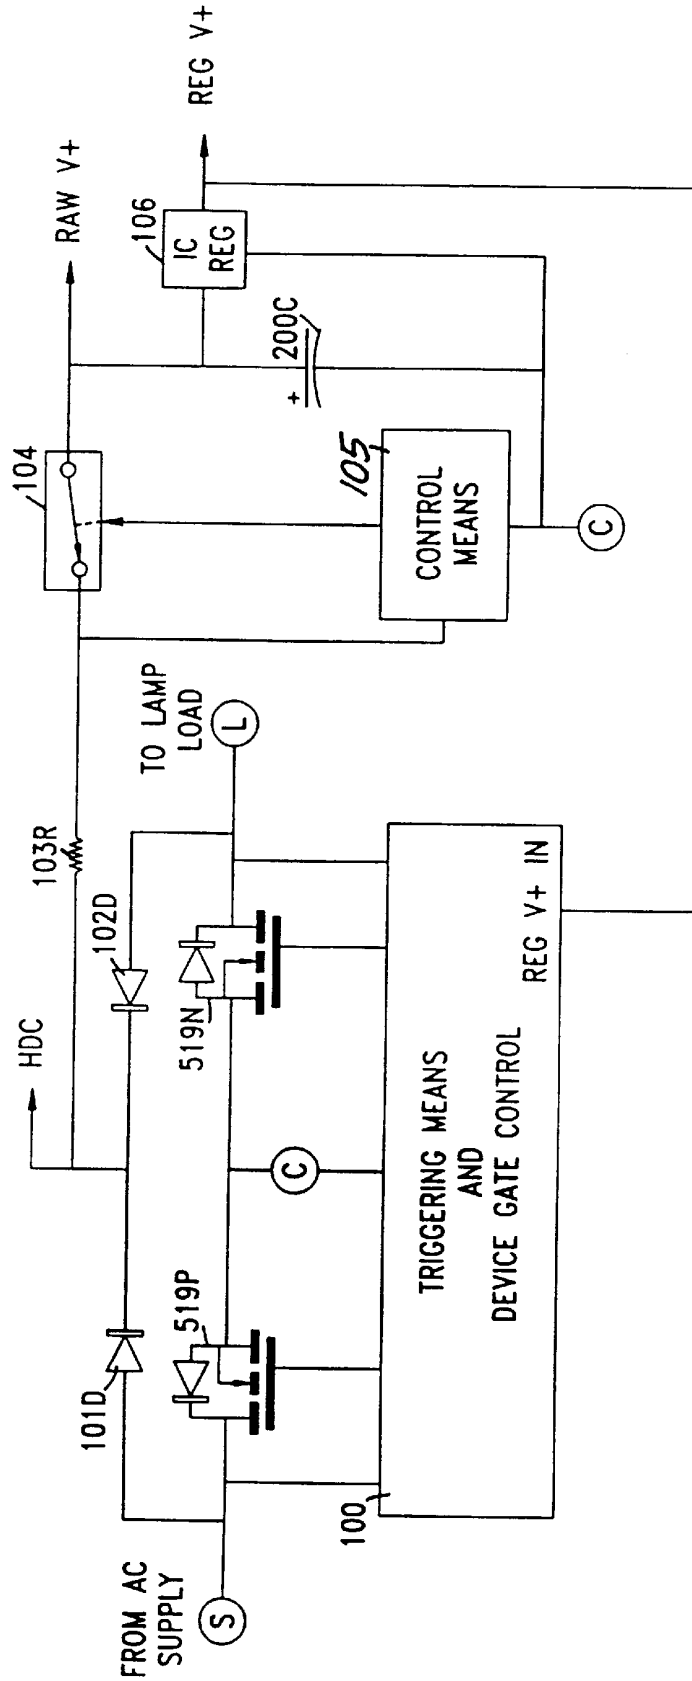 FROM AC
SUPPLY
S
101D
HDC
102D
103R
104
RAW V+
519P
519N
C
TO LAMP
LOAD
L
105
CONTROL
MEANS
C
+
200C
106
IC
REG
REG V+
100
TRIGGERING MEANS
AND
DEVICE GATE CONTROL
REG V+ IN